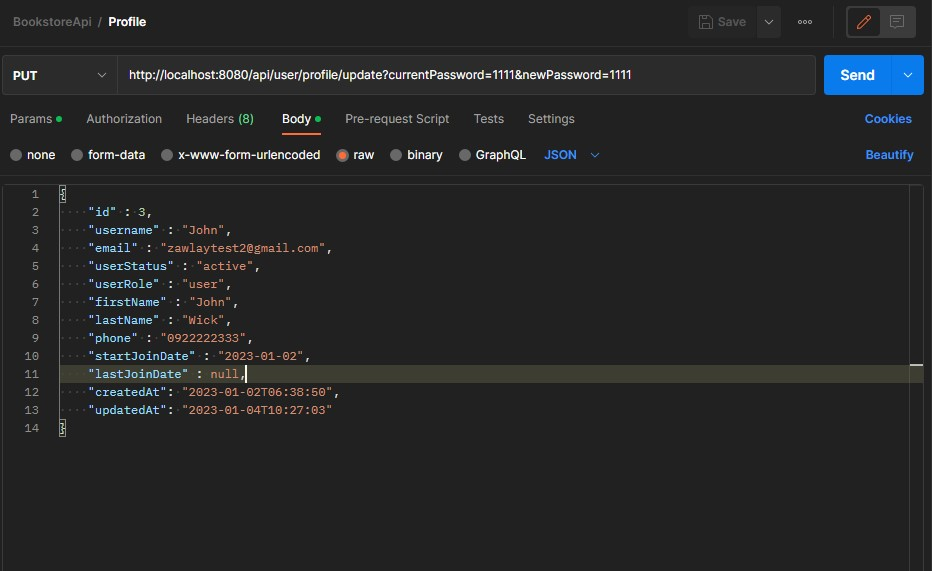 BookstoreApi / Profile
Save
PUT
http://localhost:8080/api/user/profile/update?currentPassword=1111&newPassword=1111
Send
Params Authorization Headers (8) Body Pre-request Script Tests Settings Cookies
none form-data x-www-form-urlencoded raw binary GraphQL JSON Beautify
1 {
2 "id" : 3,
3 "username" : "John",
4 "email" : "zawlaytest2@gmail.com",
5 "userStatus" : "active",
6 "userRole" : "user",
7 "firstName" : "John",
8 "lastName" : "Wick",
9 "phone" : "0922222333",
10 "startJoinDate" : "2023-01-02",
11 "lastJoinDate" : null,
12 "createdAt": "2023-01-02T06:38:50",
13 "updatedAt": "2023-01-04T10:27:03"
14 }